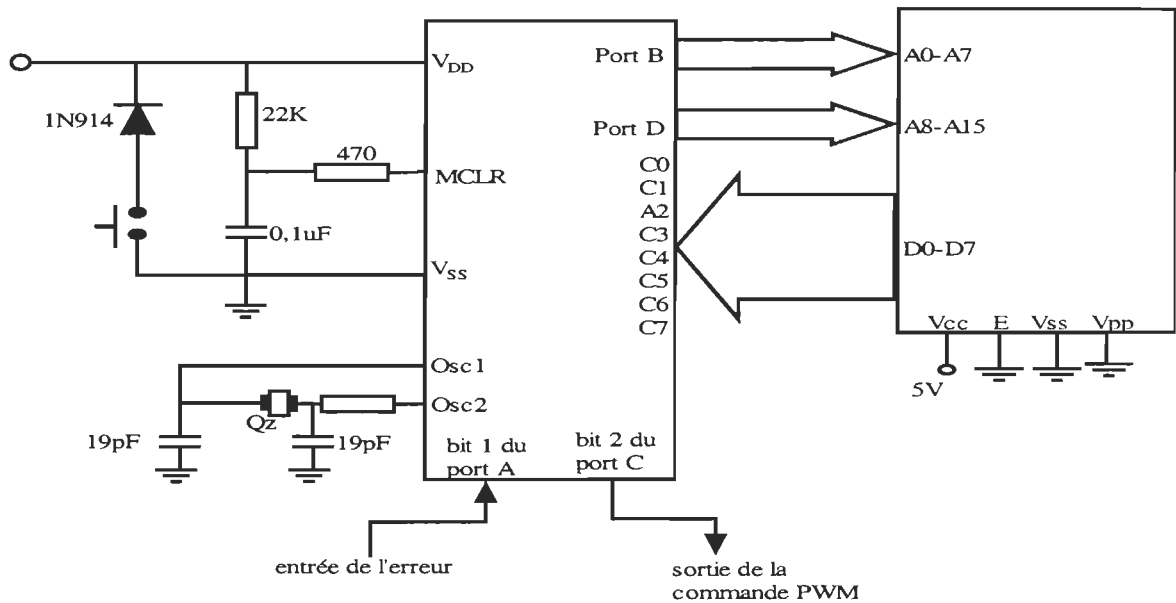 V_DD
Port B
A0-A7
1N914
22K
Port D
A8-A15
470
MCLR
C0
C1
A2
C3
C4
C5
C6
C7
0,1uF
D0-D7
V_SS
Vcc
E
Vss
Vpp
5V
Osc1
Osc2
Qz
19pF
19pF
bit 1 du
port A
bit 2 du
port C
entrée de l'erreur
sortie de la
commande PWM